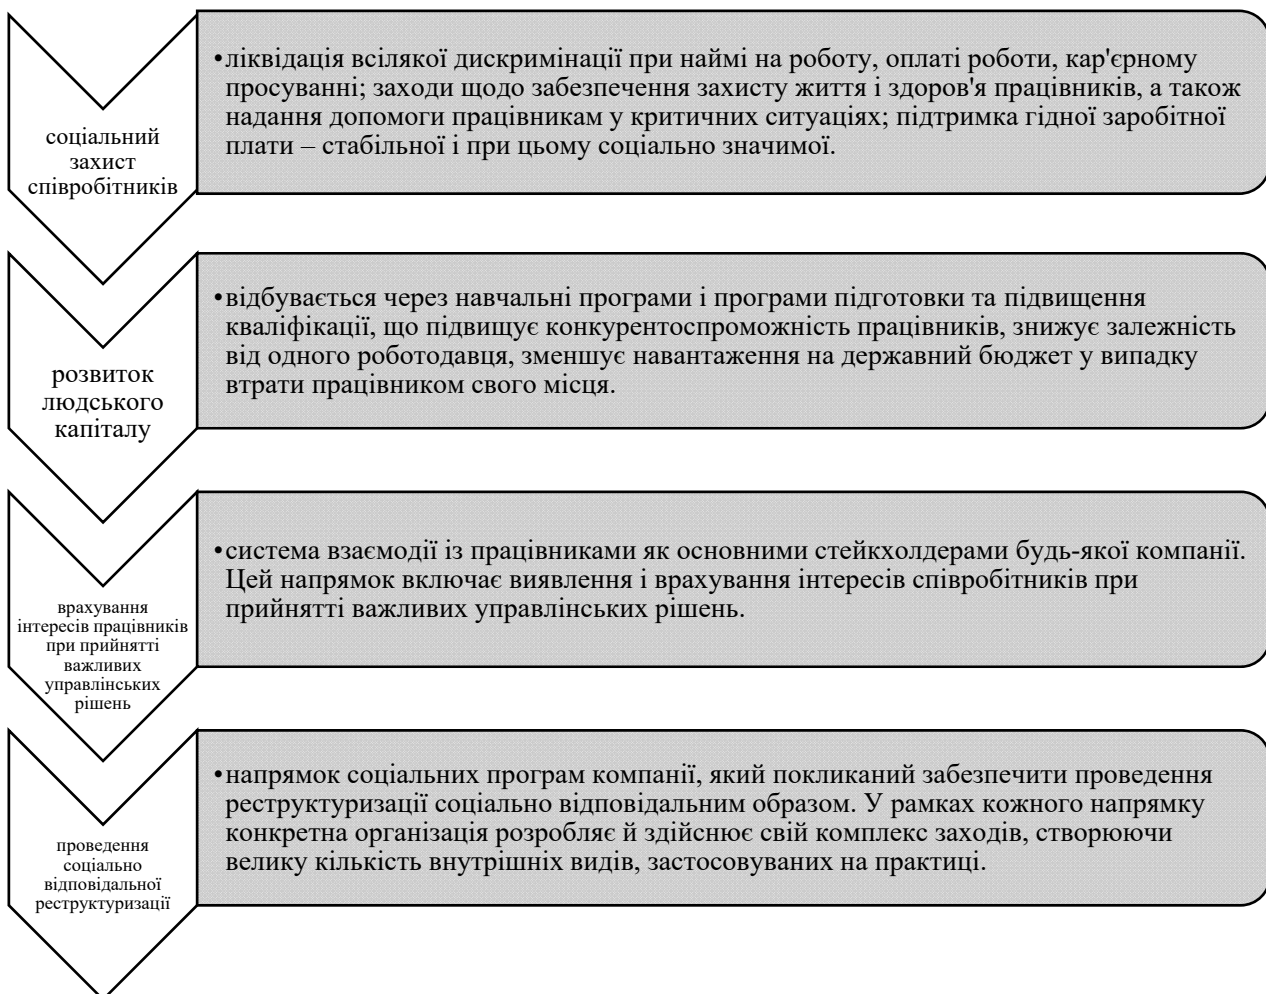 соціальний
захист
співробітників
•ліквідація всілякої дискримінації при наймі на роботу, оплаті роботи, кар'єрному
просуванні; заходи щодо забезпечення захисту життя і здоров'я працівників, а також
надання допомоги працівникам у критичних ситуаціях; підтримка гідної заробітної
плати – стабільної і при цьому соціально значимої.
розвиток
людського
капіталу
•відбувається через навчальні програми і програми підготовки та підвищення
кваліфікації, що підвищує конкурентоспроможність працівників, знижує залежність
від одного роботодавця, зменшує навантаження на державний бюджет у випадку
втрати працівником свого місця.
врахування
інтересів працівників
при прийнятті
важливих
управлінських
рішень
•система взаємодії із працівниками як основними стейкхолдерами будь-якої компанії.
Цей напрямок включає виявлення і врахування інтересів співробітників при
прийнятті важливих управлінських рішень.
проведення
соціально
відповідальної
реструктуризації
•напрямок соціальних програм компанії, який покликаний забезпечити проведення
реструктуризації соціально відповідальним образом. У рамках кожного напрямку
конкретна організація розробляє й здійснює свій комплекс заходів, створюючи
велику кількість внутрішніх видів, застосовуваних на практиці.